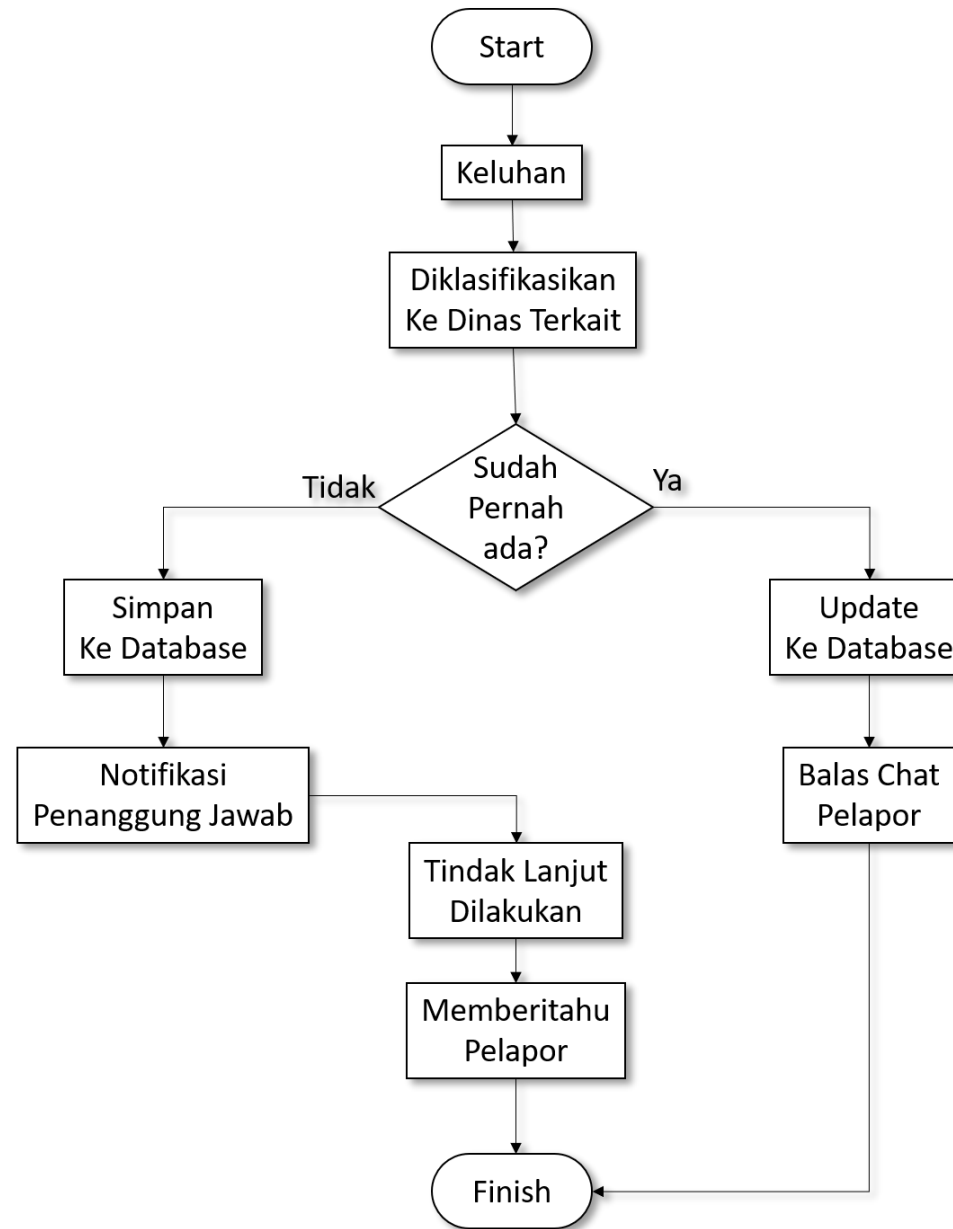 Start
Keluhan
Diklasifikasikan
Ke Dinas Terkait
Sudah
Pernah
ada?
Tidak
Ya
Simpan
Ke Database
Update
Ke Database
Notifikasi
Penanggung Jawab
Balas Chat
Pelapor
Tindak Lanjut
Dilakukan
Memberitahu
Pelapor
Finish